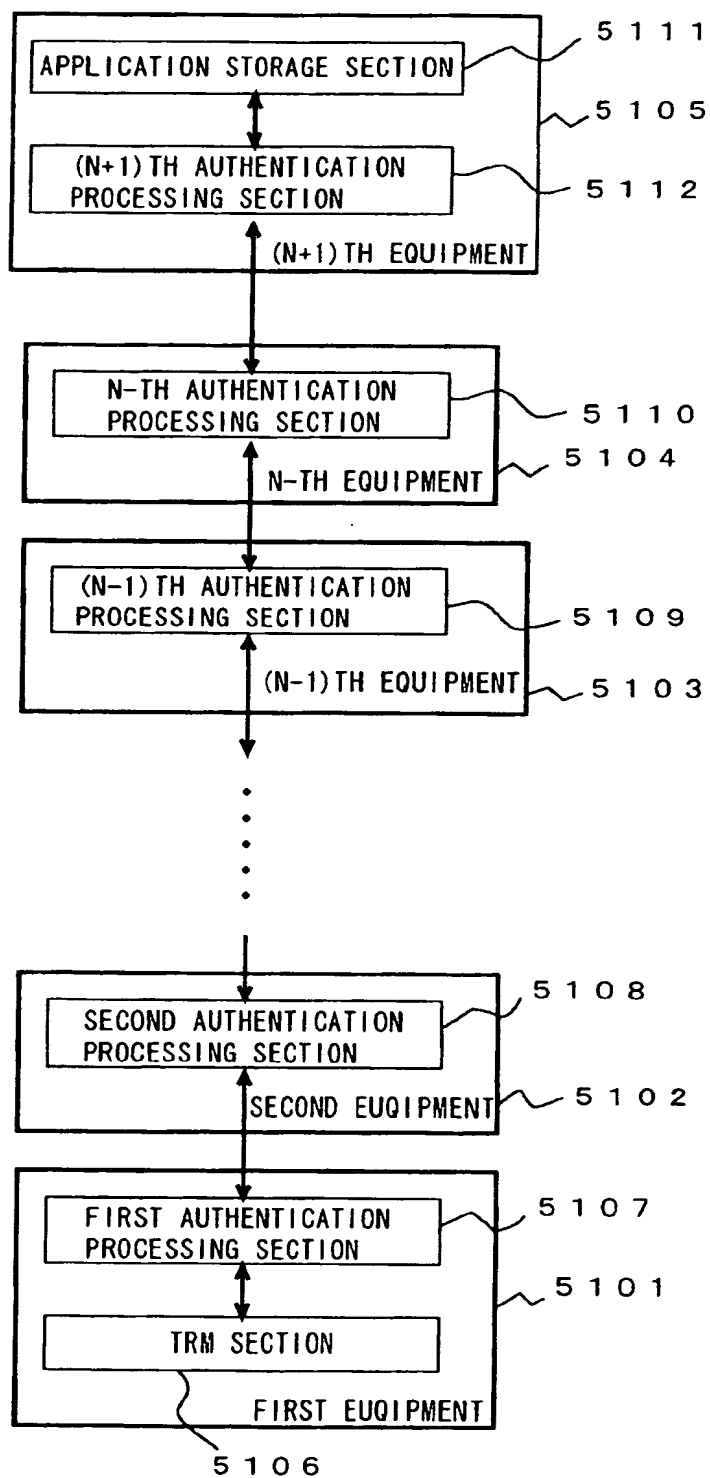 5111
APPLICATION STORAGE SECTION
5105
(N+1)TH AUTHENTICATION
PROCESSING SECTION
5112
(N+1)TH EQUIPMENT
N-TH AUTHENTICATION
PROCESSING SECTION
5110
5104
N-TH EQUIPMENT
(N-1)TH AUTHENTICATION
PROCESSING SECTION
5109
(N-1)TH EQUIPMENT
5103
5108
SECOND AUTHENTICATION
PROCESSING SECTION
SECOND EUQIPMENT
5102
5107
FIRST AUTHENTICATION
PROCESSING SECTION
5101
TRM SECTION
FIRST EUQIPMENT
5106